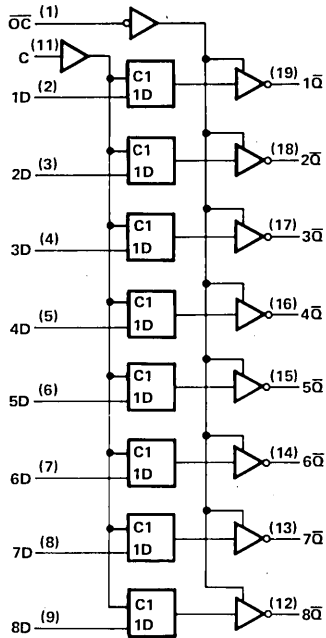 O̅C̅ (1)
C (11)
1D (2) C1 1D (19) 1Q̅
2D (3) C1 1D (18) 2Q̅
3D (4) C1 1D (17) 3Q̅
4D (5) C1 1D (16) 4Q̅
5D (6) C1 1D (15) 5Q̅
6D (7) C1 1D (14) 6Q̅
7D (8) C1 1D (13) 7Q̅
8D (9) C1 1D (12) 8Q̅